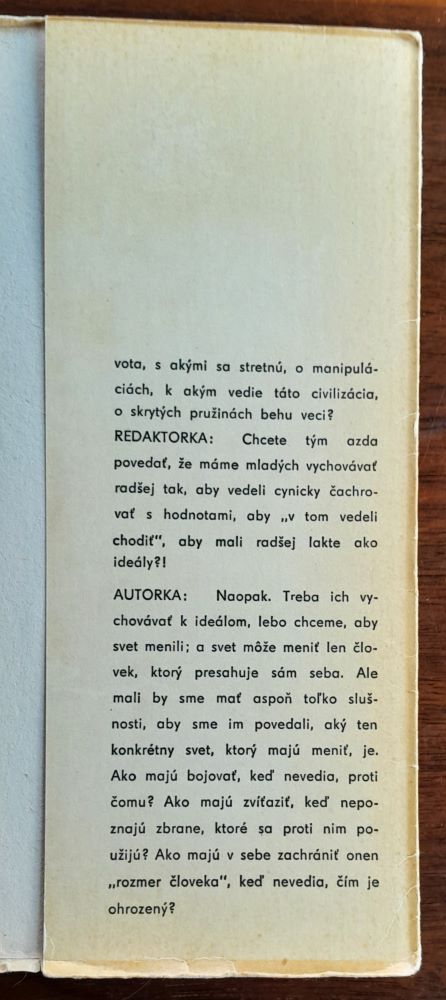 vota, s akými sa stretnú, o manipulá-
ciách, k akým vedie táto civilizácia,
o skrytých pružinách behu veci?
REDAKTORKA: Chcete tým azda
povedať, že máme mladých vychovávať
radšej tak, aby vedeli cynicky čachro-
vať s hodnotami, aby „v tom vedeli
chodiť“, aby mali radšej lakte ako
ideály?!
AUTORKA: Naopak. Treba ich vy-
chovávať k ideálom, lebo chceme, aby
svet menili; a svet môže meniť len člo-
vek, ktorý presahuje sám seba. Ale
mali by sme mať aspoň toľko sluš-
nosti, aby sme im povedali, aký ten
konkrétny svet, ktorý majú meniť, je.
Ako majú bojovať, keď nevedia, proti
čomu? Ako majú zvíťaziť, keď nepo-
znajú zbrane, ktoré sa proti nim po-
užijú? Ako majú v sebe zachrániť onen
„rozmer človeka“, keď nevedia, čím je
ohrozený?